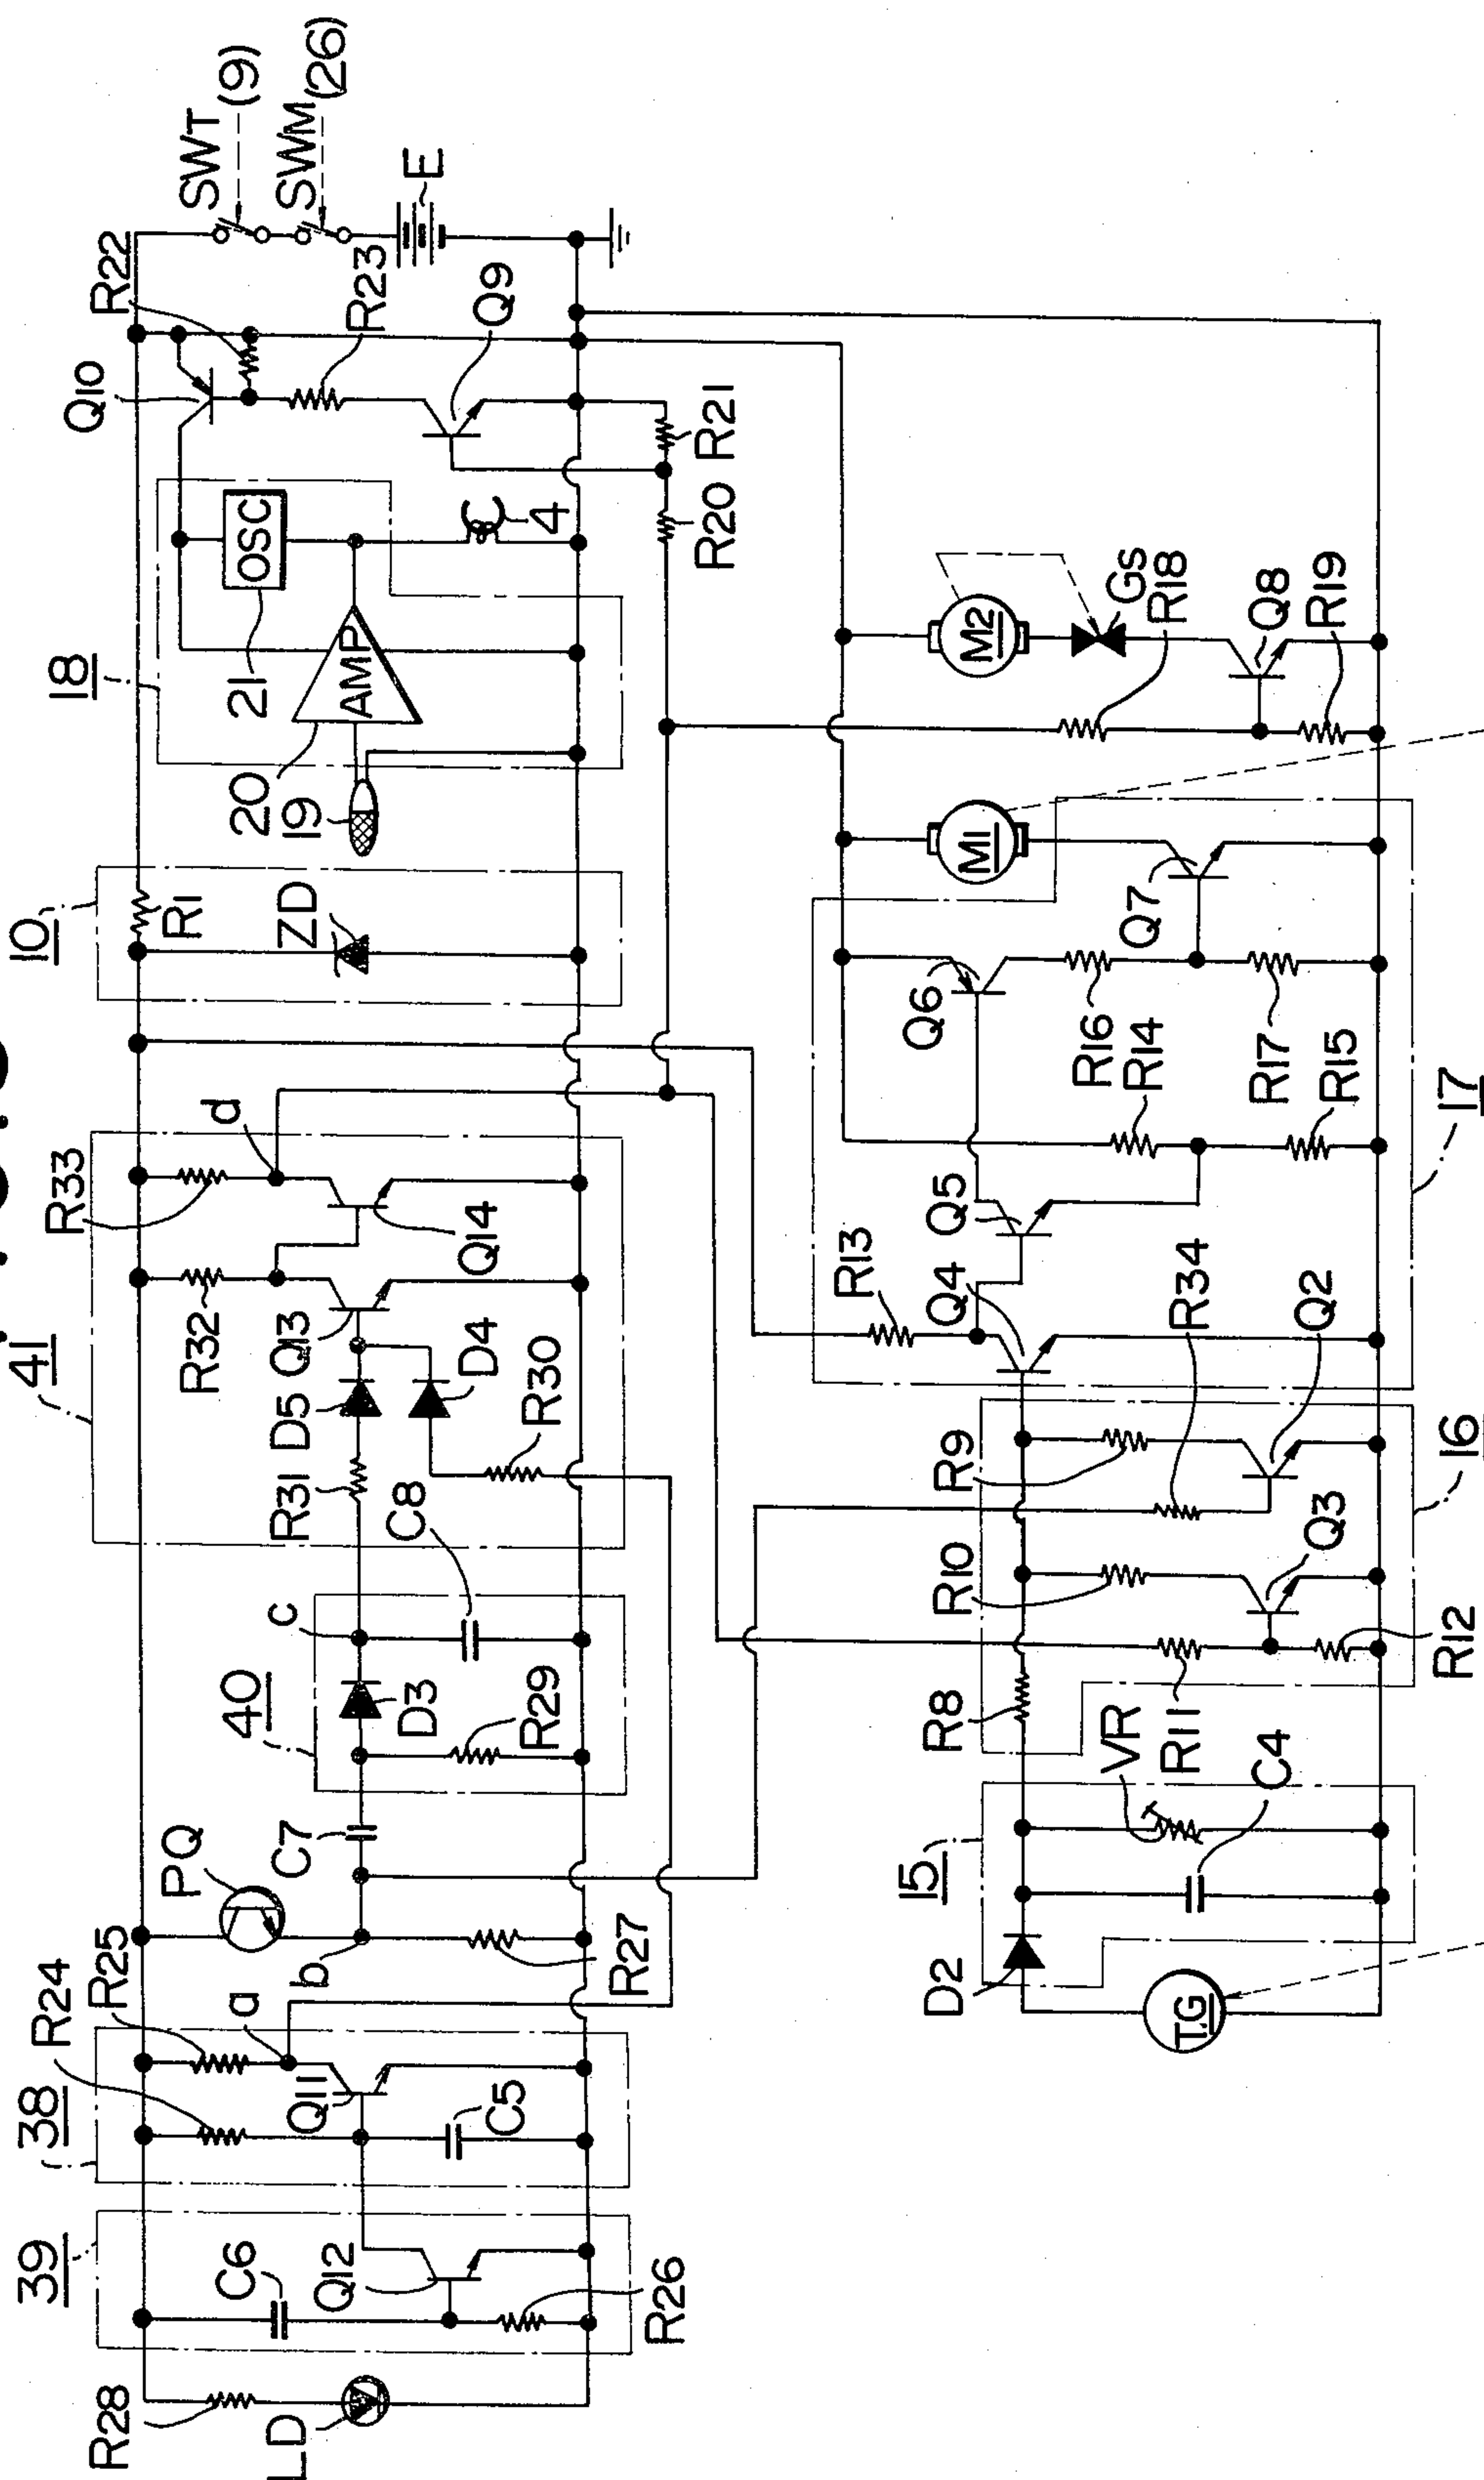 SWT
(9)
SWM
(26)
E
R22
R23
Q10
Q9
R21
R20
18
OSC
4
21
AMP
20
19
10
R1
ZD
M2
Gs
R18
Q8
R19
M1
Q7
Q6
R16
R14
R17
R15
17
d
R33
41
R32
Q14
Q13
D5
D4
R31
R30
C8
Q5
R13
Q4
R34
Q2
R9
16
R10
Q3
c
40
D3
R29
R8
VR
R11
R12
C7
PQ
15
C4
R25
R24
b
a
R27
D2
T.G
38
Q11
C5
39
C6
Q12
R26
R28
LD